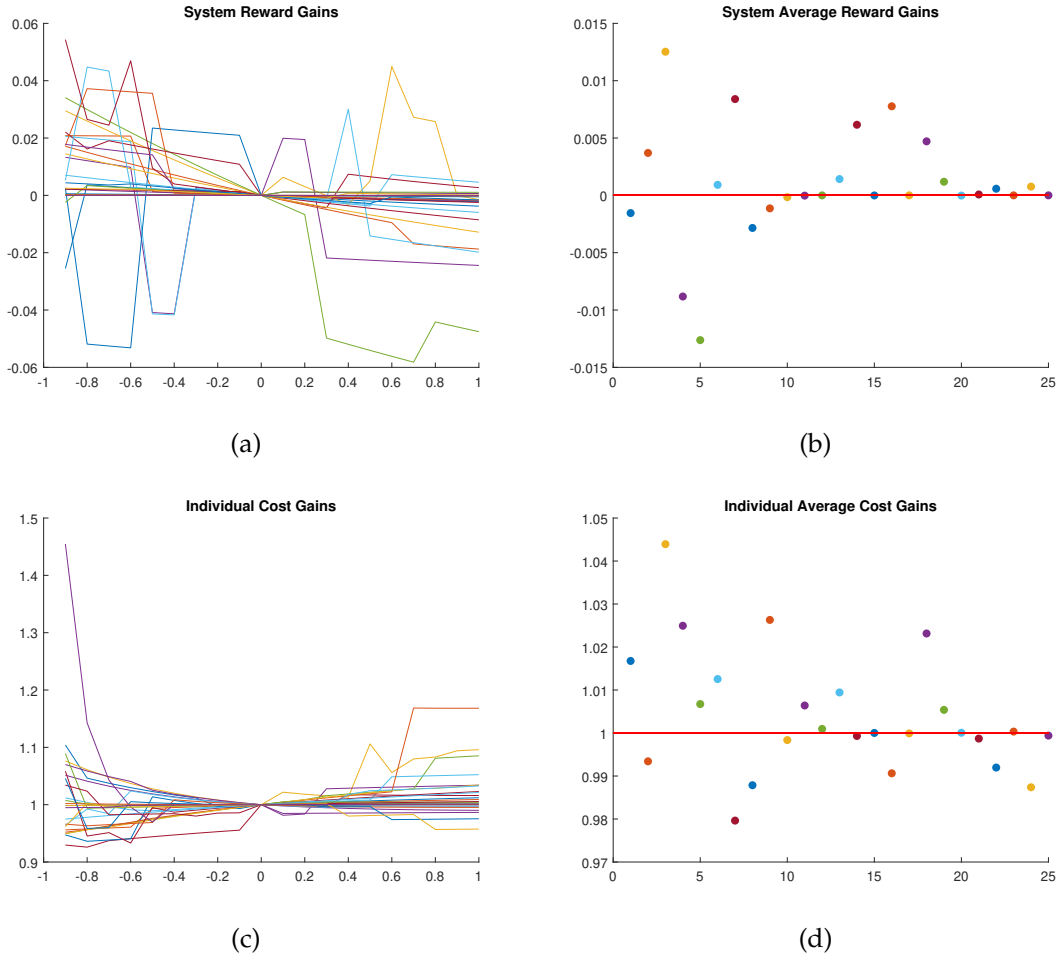 System Reward Gains
0.06
0.04
0.02
0
-0.02
-0.04
-0.06
-1 -0.8 -0.6 -0.4 -0.2 0 0.2 0.4 0.6 0.8 1
(a)
System Average Reward Gains
0.015
0.01
0.005
0
-0.005
-0.01
-0.015
0 5 10 15 20 25
(b)
Individual Cost Gains
1.5
1.4
1.3
1.2
1.1
1
0.9
-1 -0.8 -0.6 -0.4 -0.2 0 0.2 0.4 0.6 0.8 1
(c)
Individual Average Cost Gains
1.05
1.04
1.03
1.02
1.01
1
0.99
0.98
0.97
0 5 10 15 20 25
(d)